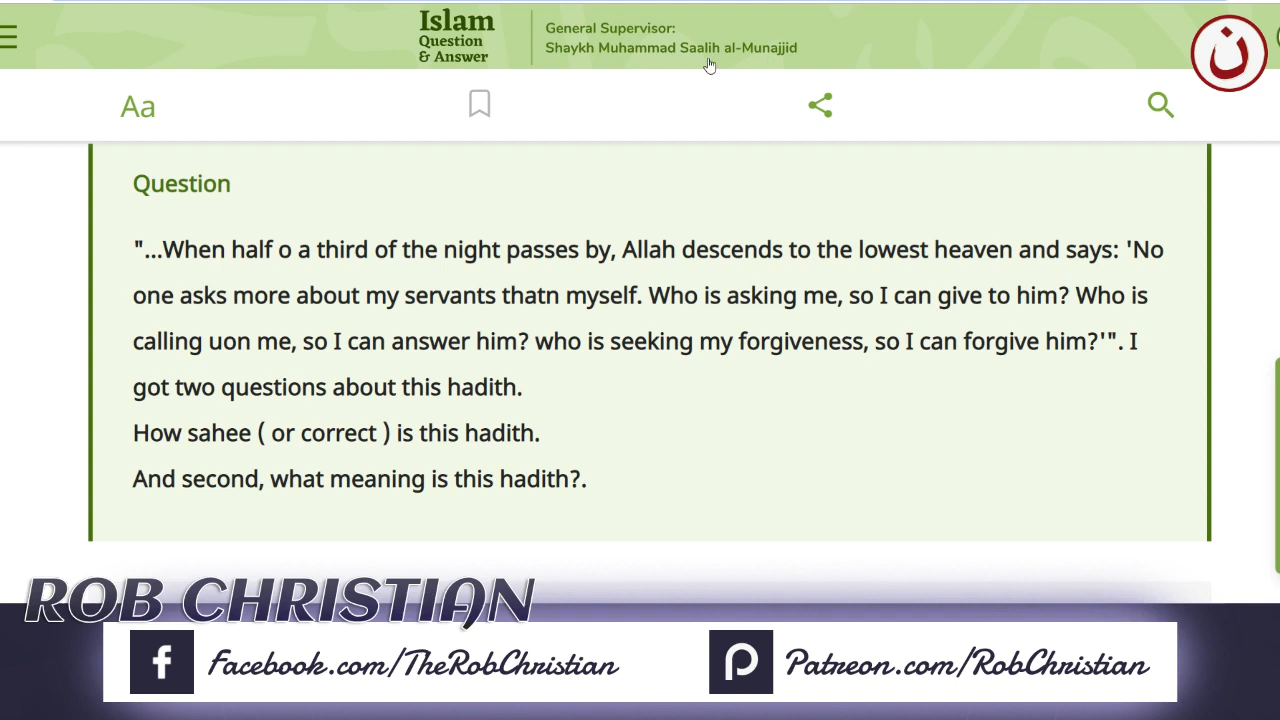 Islam
Question
& Answer
General Supervisor:
Shaykh Muhammad Saalih al-Munajjid
ن
Aa
Question
"...When half o a third of the night passes by, Allah descends to the lowest heaven and says: 'No
one asks more about my servants thatn myself. Who is asking me, so I can give to him? Who is
calling uon me, so I can answer him? who is seeking my forgiveness, so I can forgive him?'". I
got two questions about this hadith.
How sahee ( or correct ) is this hadith.
And second, what meaning is this hadith?.
ROB CHRISTIAN
f Facebook.com/TheRobChristian
Patreon.com/RobChristian